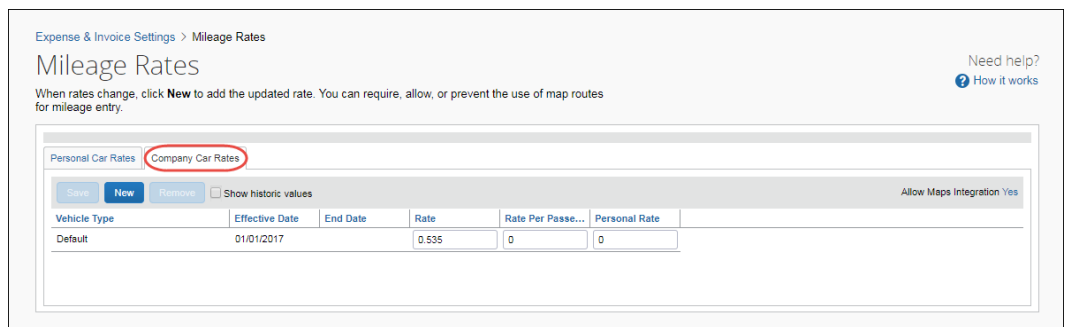 Expense & Invoice Settings > Mileage Rates
Mileage Rates
Need help?
? How it works
When rates change, click New to add the updated rate. You can require, allow, or prevent the use of map routes
for mileage entry.
Personal Car Rates Company Car Rates
Save New Remove Show historic values Allow Maps Integration Yes
Vehicle Type Effective Date End Date Rate Rate Per Passe... Personal Rate
Default 01/01/2017 0.535 0 0